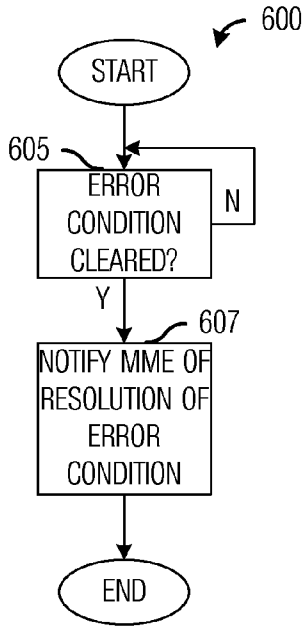 600
START
605
ERROR
CONDITION
CLEARED?
N
Y
607
NOTIFY MME OF
RESOLUTION OF
ERROR
CONDITION
END